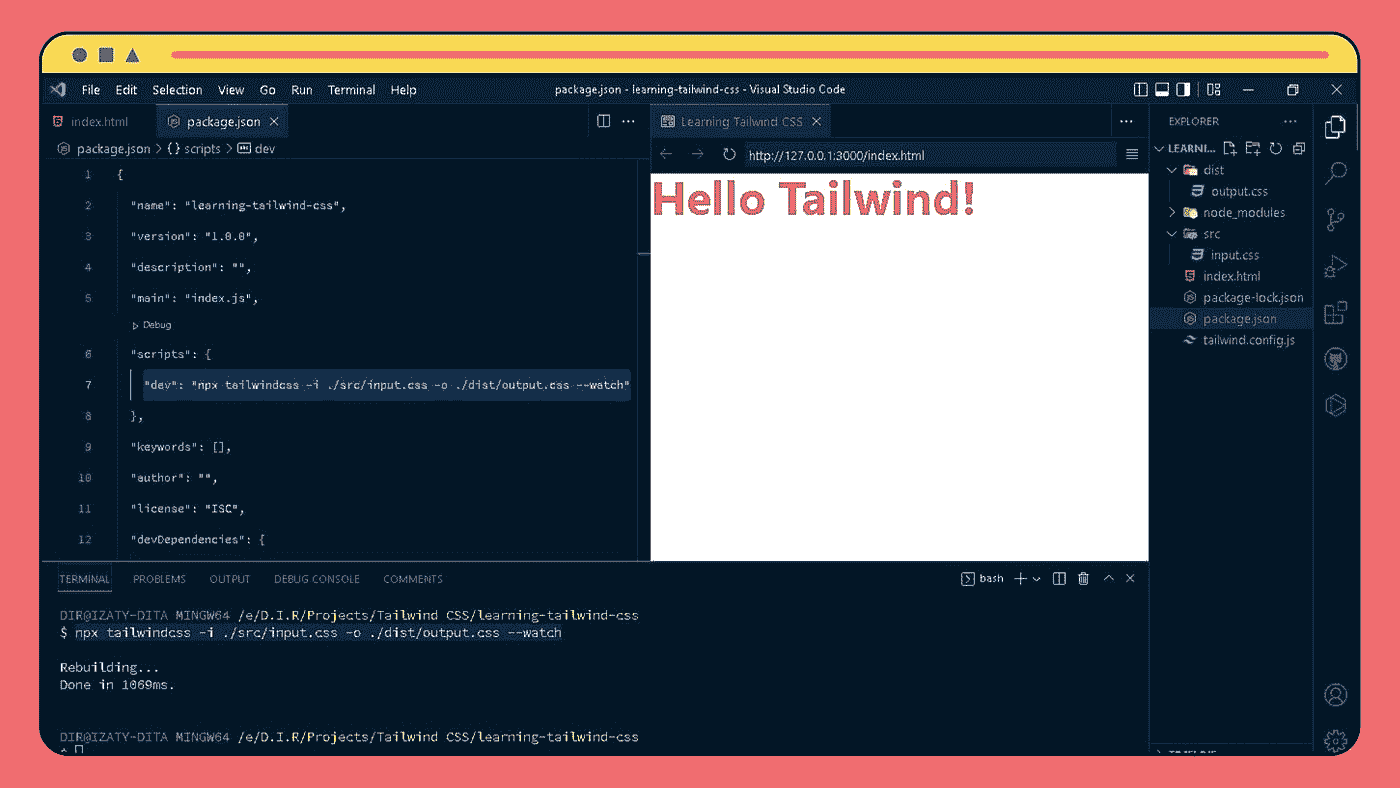 File Edit Selection View Go Run Terminal Help
package.json - learning-tailwind-css - Visual Studio Code
index.html
package.json
package.json > {} scripts > dev
1 {
2 "name": "learning-tailwind-css",
3 "version": "1.0.0",
4 "description": "",
5 "main": "index.js",
Debug
6 "scripts": {
7 "dev": "npx tailwindcss -i ./src/input.css -o ./dist/output.css --watch"
8 },
9 "keywords": [],
10 "author": "",
11 "license": "ISC",
12 "devDependencies": {
Learning Tailwind CSS
http://127.0.0.1:3000/index.html
Hello Tailwind!
EXPLORER
LEARNI...
dist
output.css
node_modules
src
input.css
index.html
package-lock.json
package.json
tailwind.config.js
TIMELINE
TERMINAL PROBLEMS OUTPUT DEBUG CONSOLE COMMENTS
bash
DIR@IZATY-DITA MINGW64 /e/D.I.R/Projects/Tailwind CSS/learning-tailwind-css
$ npx tailwindcss -i ./src/input.css -o ./dist/output.css --watch
Rebuilding...
Done in 1069ms.
DIR@IZATY-DITA MINGW64 /e/D.I.R/Projects/Tailwind CSS/learning-tailwind-css